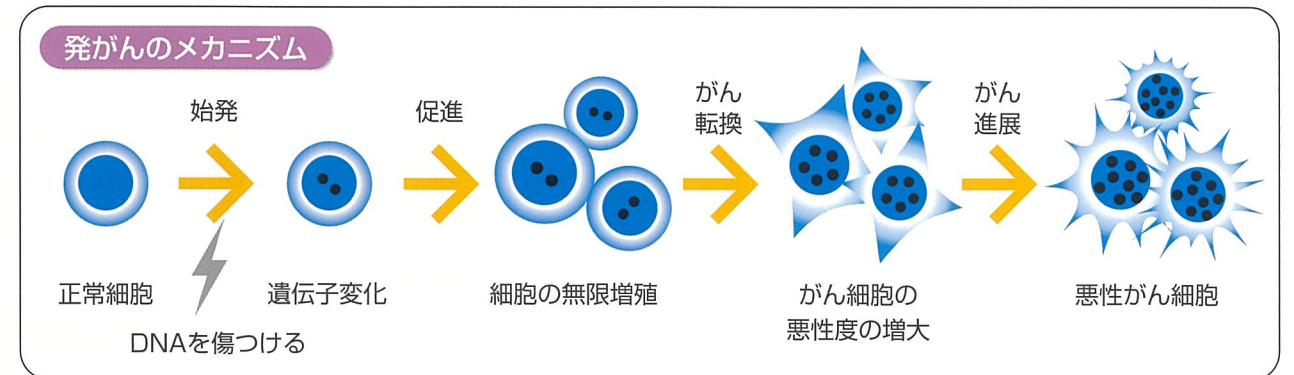 発がんのメカニズム
始発
促進
がん
転換
がん
進展
正常細胞
遺伝子変化
細胞の無限増殖
がん細胞の
悪性度の増大
悪性がん細胞
DNAを傷つける